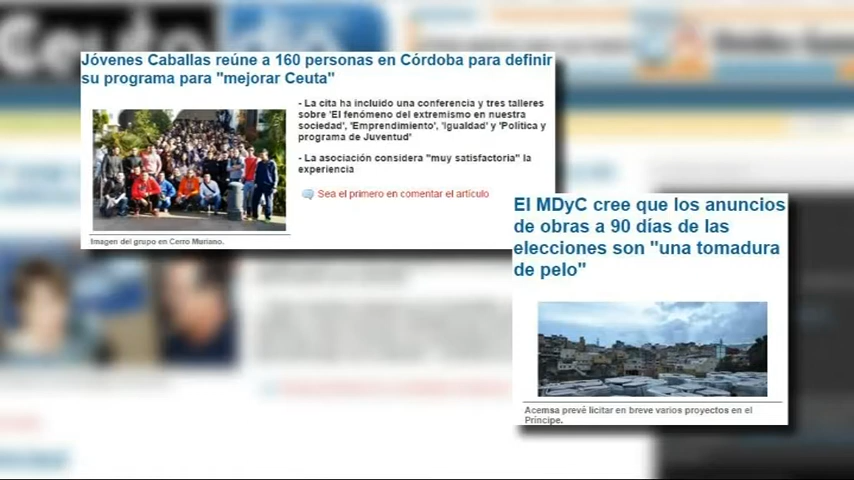 Jóvenes Caballas reúne a 160 personas en Córdoba para definir
su programa para "mejorar Ceuta"
- La cita ha incluido una conferencia y tres talleres
sobre 'El fenómeno del extremismo en nuestra
sociedad', 'Emprendimiento', 'Igualdad' y 'Política y
programa de Juventud'
- La asociación considera "muy satisfactoria" la
experiencia
Sea el primero en comentar el artículo
Imagen del grupo en Cerro Muriano.
El MDyC cree que los anuncios
de obras a 90 días de las
elecciones son "una tomadura
de pelo"
Acemsa prevé licitar en breve varios proyectos en el
Príncipe.